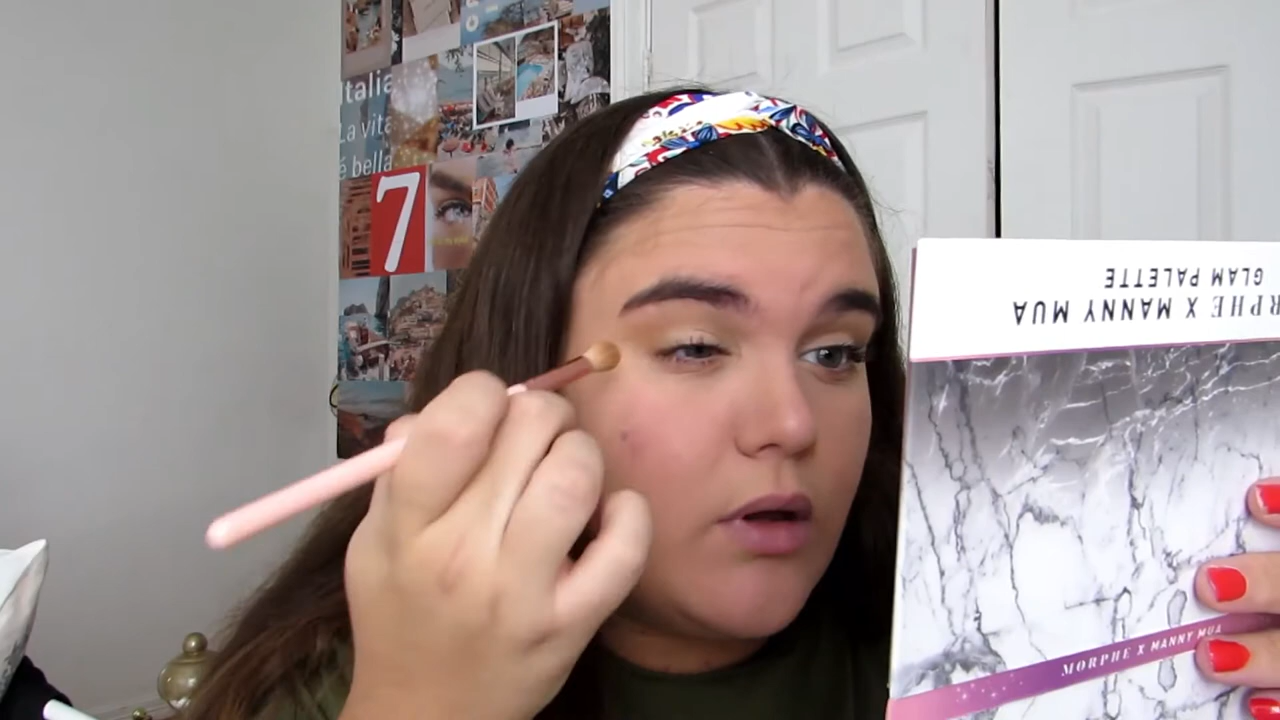 Italia
La vita
é bella
7
GLAM PALETTE
RPHE X MANNY MUA
MORPHE X MANNY MUA